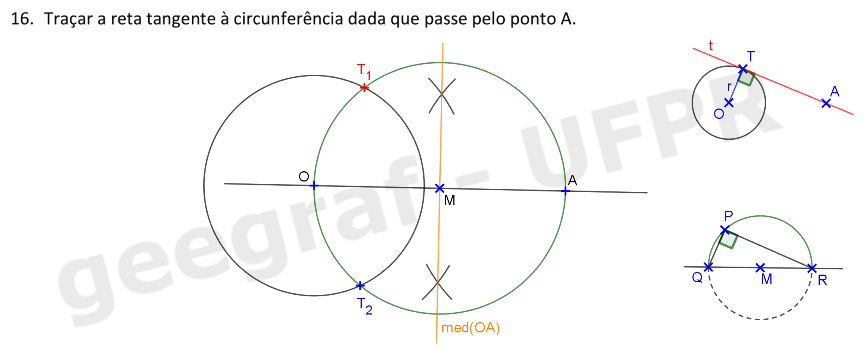 16. Traçar a reta tangente à circunferência dada que passe pelo ponto A.
T1
O
M
A
T2
med(OA)
t
T
r
O
A
P
Q
M
R
geegraf - UFPR